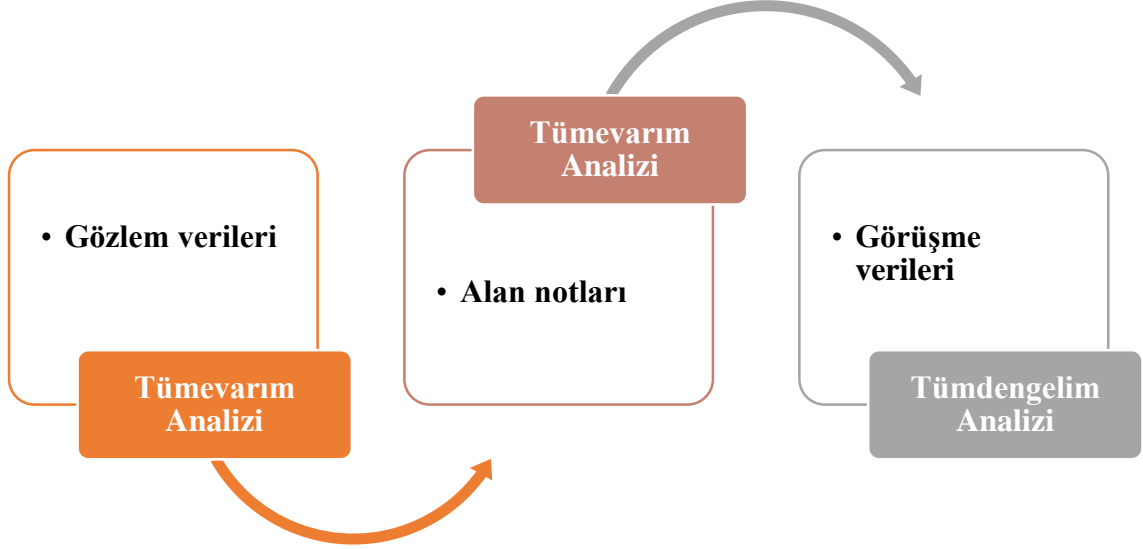 • Gözlem verileri
Tümevarım
Analizi
Tümevarım
Analizi
• Alan notları
• Görüşme
verileri
Tümdengelim
Analizi